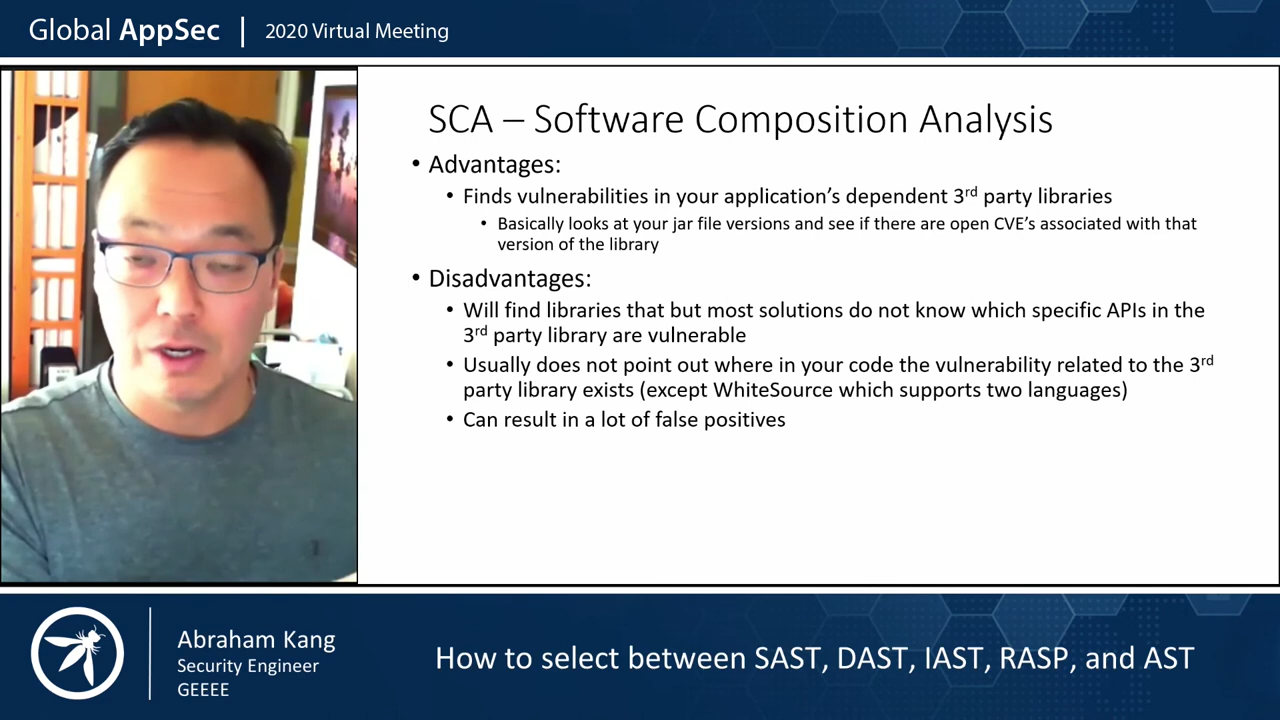 Global AppSec | 2020 Virtual Meeting
SCA – Software Composition Analysis
• Advantages:
• Finds vulnerabilities in your application’s dependent 3rd party libraries
• Basically looks at your jar file versions and see if there are open CVE’s associated with that
version of the library
• Disadvantages:
• Will find libraries that but most solutions do not know which specific APIs in the
3rd party library are vulnerable
• Usually does not point out where in your code the vulnerability related to the 3rd
party library exists (except WhiteSource which supports two languages)
• Can result in a lot of false positives
Abraham Kang
Security Engineer
GEEEE
How to select between SAST, DAST, IAST, RASP, and AST